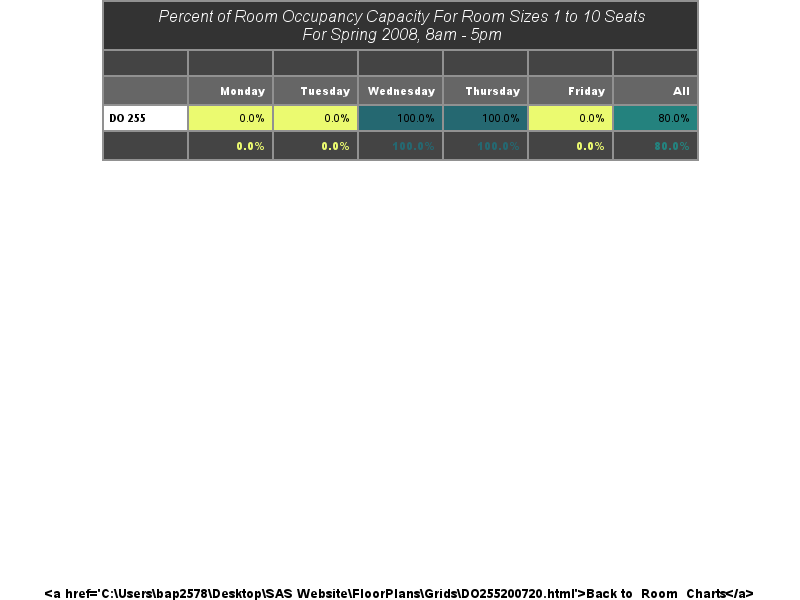 Percent of Room Occupancy Capacity For Room Sizes 1 to 10 Seats
For Spring 2008, 8am - 5pm
Monday Tuesday Wednesday Thursday Friday All
DO 255 0.0% 0.0% 100.0% 100.0% 0.0% 80.0%
0.0% 0.0% 100.0% 100.0% 0.0% 80.0%
<a href='C:\Users\bap2578\Desktop\SAS Website\FloorPlans\Grids\DO255200720.html'>Back to Room Charts</a>